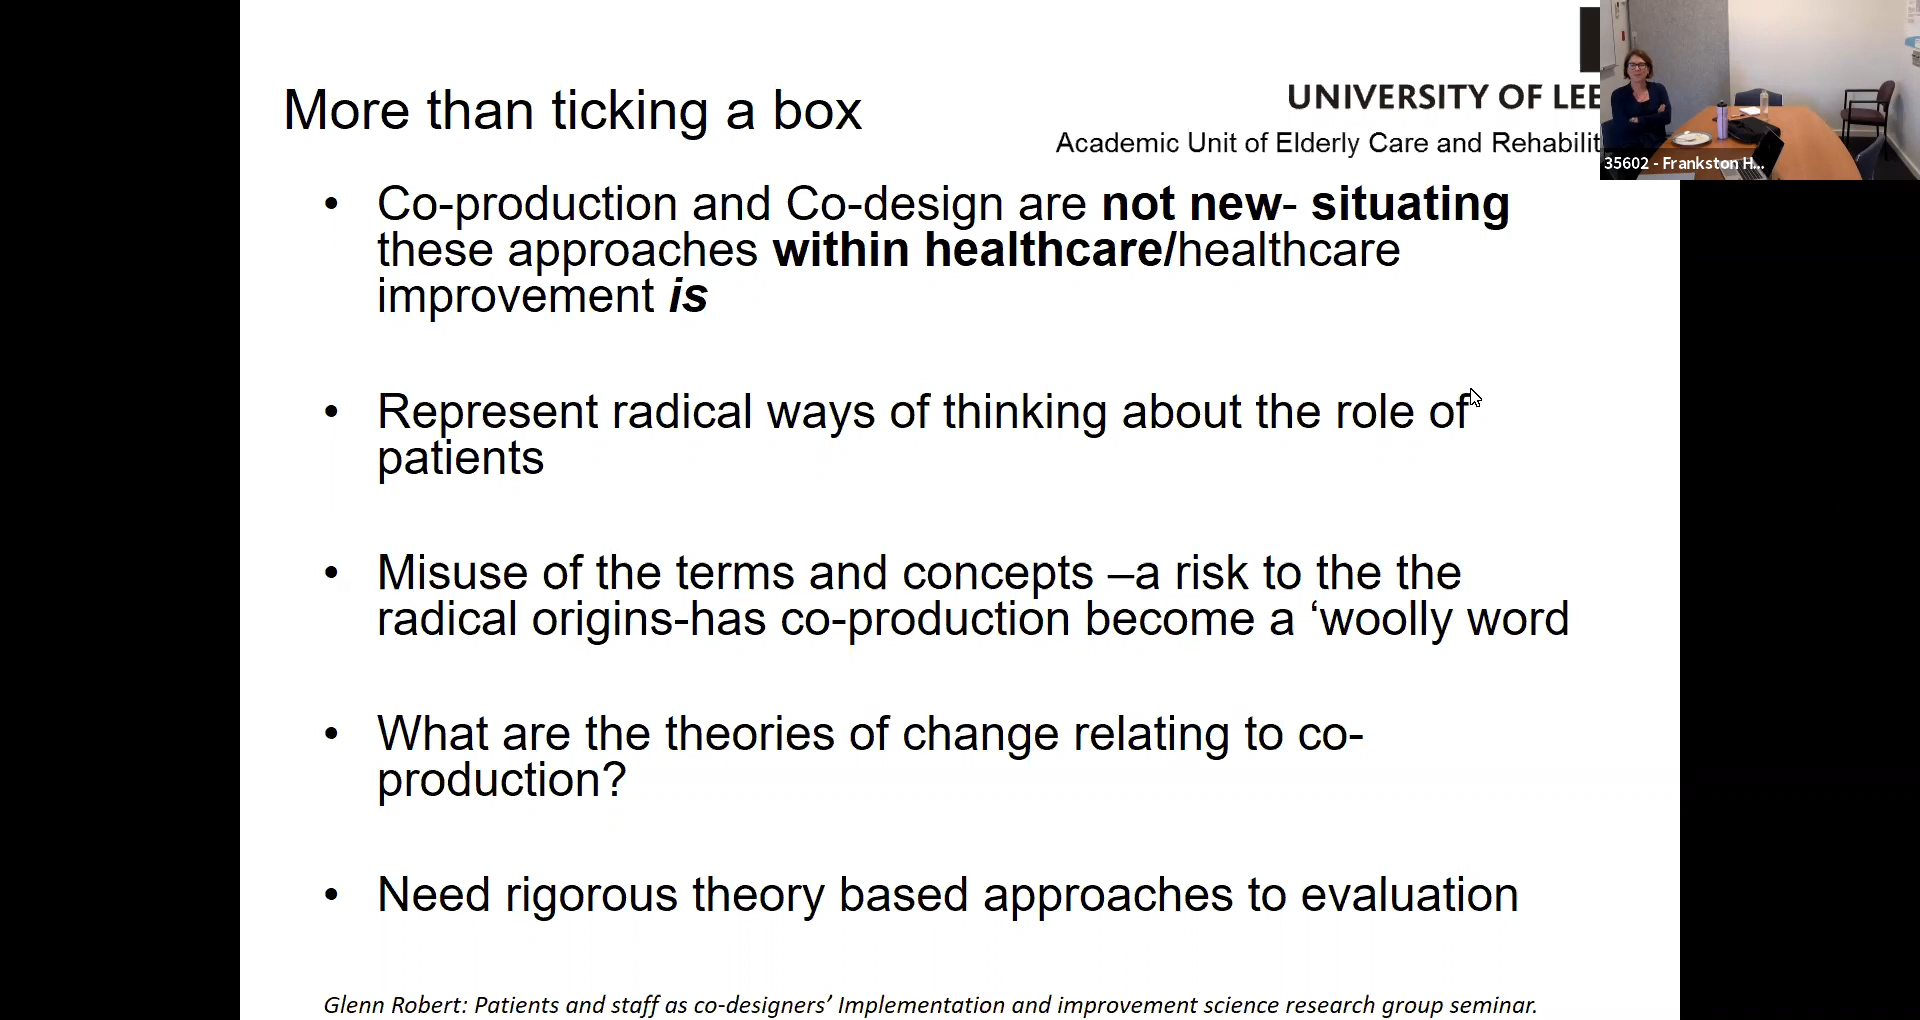 More than ticking a box
UNIVERSITY OF LEE
Academic Unit of Elderly Care and Rehabilit
35602 - Frankston H...
• Co-production and Co-design are not new- situating
these approaches within healthcare/healthcare
improvement is
• Represent radical ways of thinking about the role of
patients
• Misuse of the terms and concepts –a risk to the the
radical origins-has co-production become a ‘woolly word
• What are the theories of change relating to co-
production?
• Need rigorous theory based approaches to evaluation
Glenn Robert: Patients and staff as co-designers’ Implementation and improvement science research group seminar.